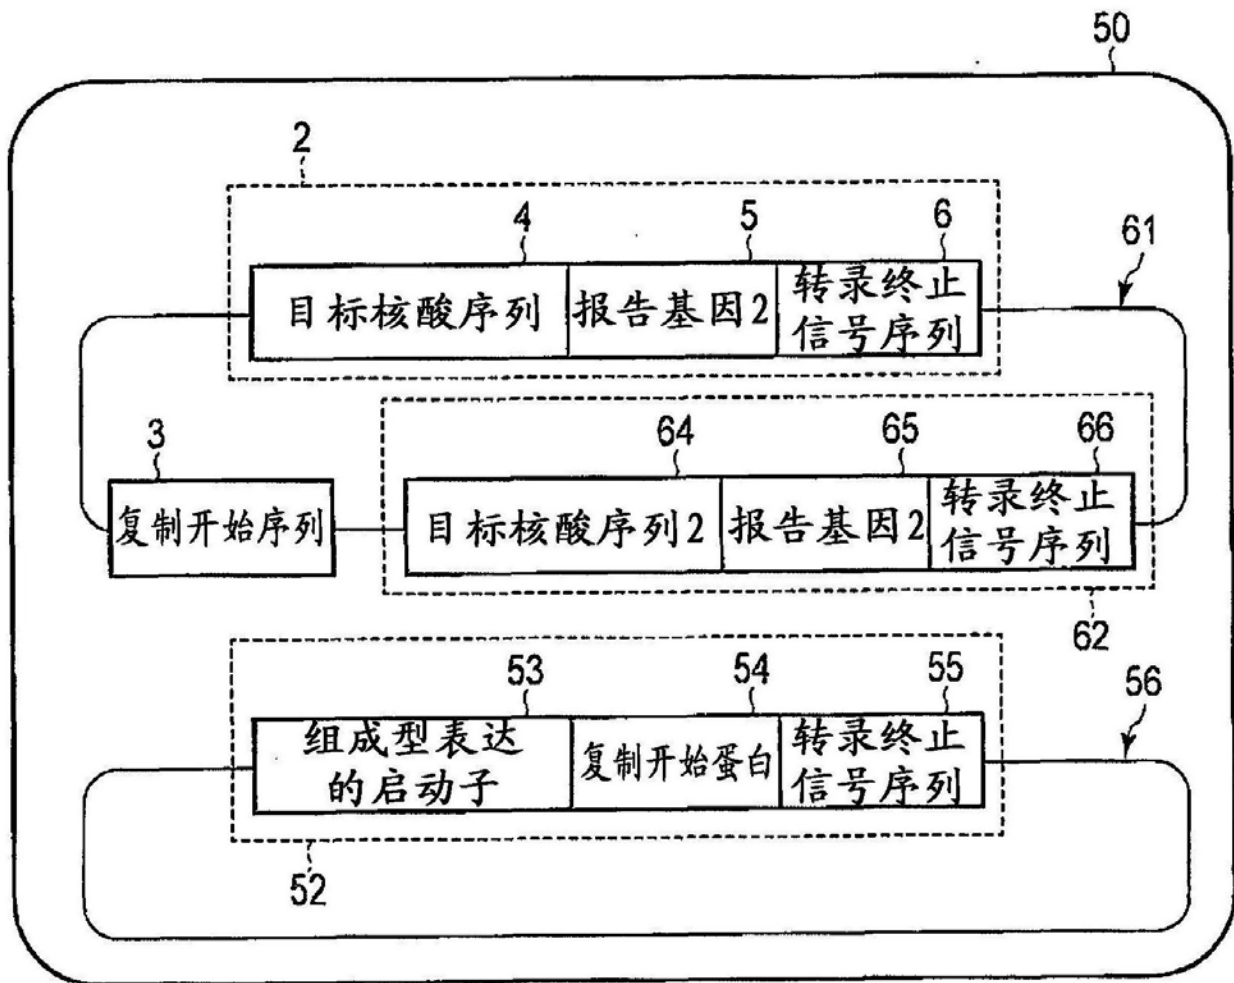 50
2
4
5
6
61
目标核酸序列
报告基因2
转录终止
信号序列
3
64
65
66
复制开始序列
目标核酸序列2
报告基因2
转录终止
信号序列
62
53
54
55
56
组成型表达
的启动子
复制开始蛋白
转录终止
信号序列
52